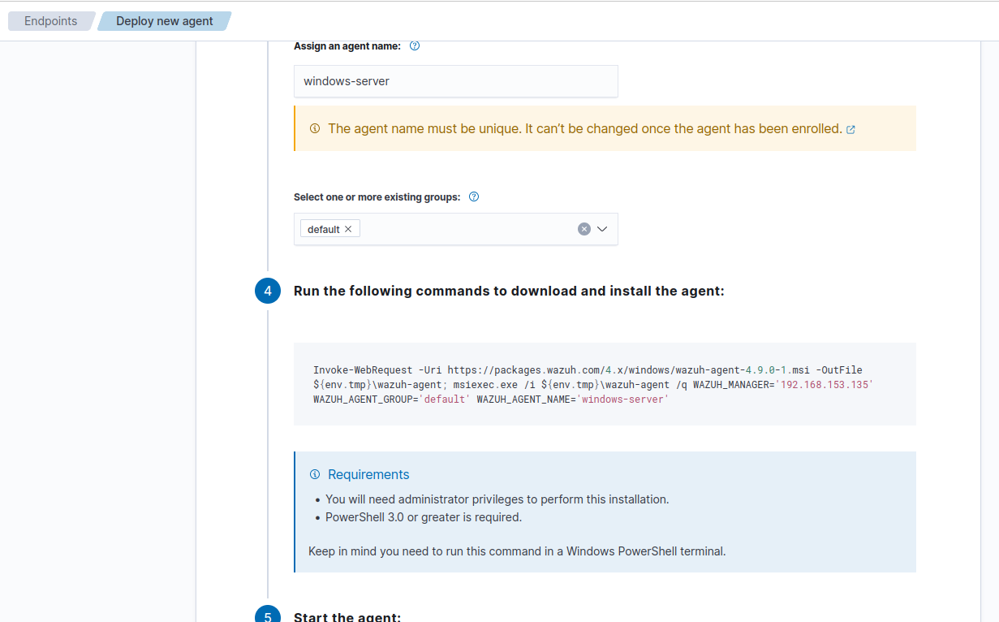 Endpoints
Deploy new agent
Assign an agent name:
windows-server
The agent name must be unique. It can’t be changed once the agent has been enrolled.
Select one or more existing groups:
default
4
Run the following commands to download and install the agent:
Invoke-WebRequest -Uri https://packages.wazuh.com/4.x/windows/wazuh-agent-4.9.0-1.msi -OutFile
${env.tmp}\wazuh-agent; msiexec.exe /i ${env.tmp}\wazuh-agent /q WAZUH_MANAGER='192.168.153.135'
WAZUH_AGENT_GROUP='default' WAZUH_AGENT_NAME='windows-server'
Requirements
• You will need administrator privileges to perform this installation.
• PowerShell 3.0 or greater is required.
Keep in mind you need to run this command in a Windows PowerShell terminal.
5
Start the agent: